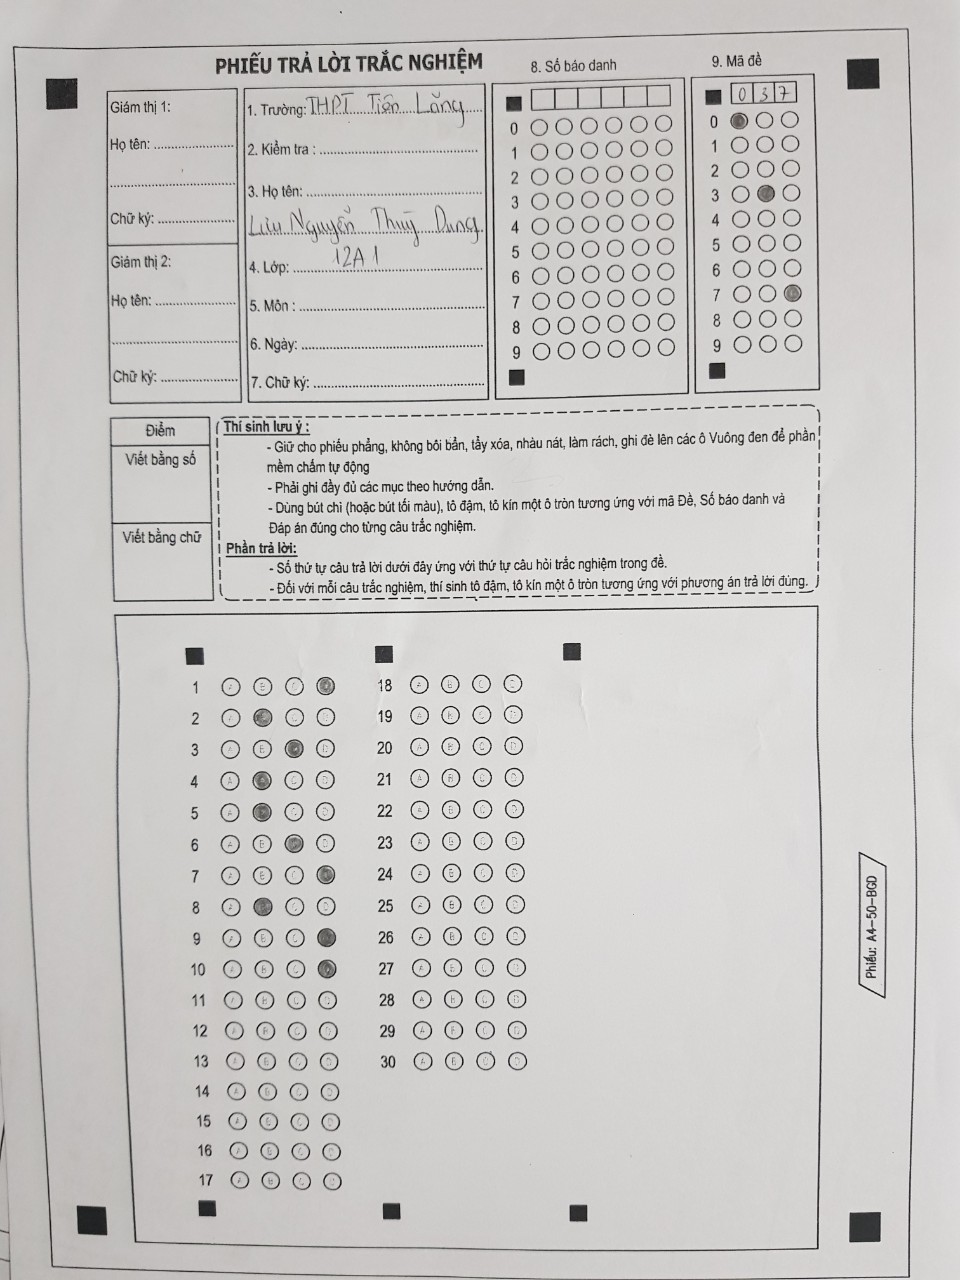 PHIẾU TRẢ LỜI TRẮC NGHIỆM
Giám thị 1:
Họ tên: ........................
........................
Chữ ký: ........................
Giám thị 2:
Họ tên: ........................
........................
Chữ ký: ........................
1. Trường: THPT Tiên Lãng
2. Kiểm tra : ........................
3. Họ tên: ........................
Lưu Nguyễn Thùy Dung
4. Lớp: 12A1
5. Môn : ........................
6. Ngày: ........................
7. Chữ ký: ........................
8. Số báo danh
0
1
2
3
4
5
6
7
8
9
9. Mã đề
0 3 7
0
1
2
3
4
5
6
7
8
9
Điểm
Viết bằng số
Viết bằng chữ
Thí sinh lưu ý :
- Giữ cho phiếu phẳng, không bôi bẩn, tẩy xóa, nhàu nát, làm rách, ghi đè lên các ô Vuông đen để phần
mềm chấm tự động
- Phải ghi đầy đủ các mục theo hướng dẫn.
- Dùng bút chì (hoặc bút tối màu), tô đậm, tô kín một ô tròn tương ứng với mã Đề, Số báo danh và
Đáp án đúng cho từng câu trắc nghiệm.
Phần trả lời:
- Số thứ tự câu trả lời dưới đây ứng với thứ tự câu hỏi trắc nghiệm trong đề.
- Đối với mỗi câu trắc nghiệm, thí sinh tô đậm, tô kín một ô tròn tương ứng với phương án trả lời đúng.
1 A B C
2 A C D
3 A B D
4 A C D
5 A C D
6 A B D
7 A B C
8 A C D
9 A B C
10 A B C
11 A B C D
12 A B C D
13 A B C D
14 A B C D
15 A B C D
16 A B C D
17 A B C D
18 A B C D
19 A B C D
20 A B C D
21 A B C D
22 A B C D
23 A B C D
24 A B C D
25 A B C D
26 A B C D
27 A B C D
28 A B C D
29 A B C D
30 A B C D
Phiếu: A4-50-BGD